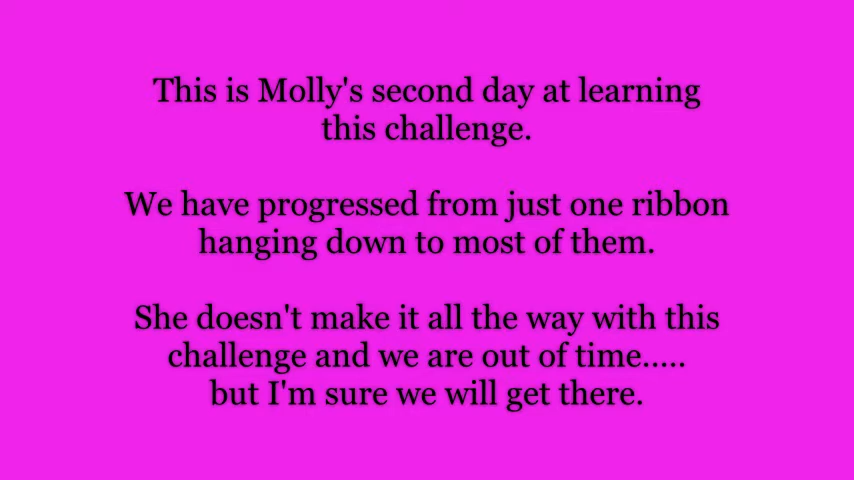 This is Molly's second day at learning
this challenge.
We have progressed from just one ribbon
hanging down to most of them.
She doesn't make it all the way with this
challenge and we are out of time.....
but I'm sure we will get there.